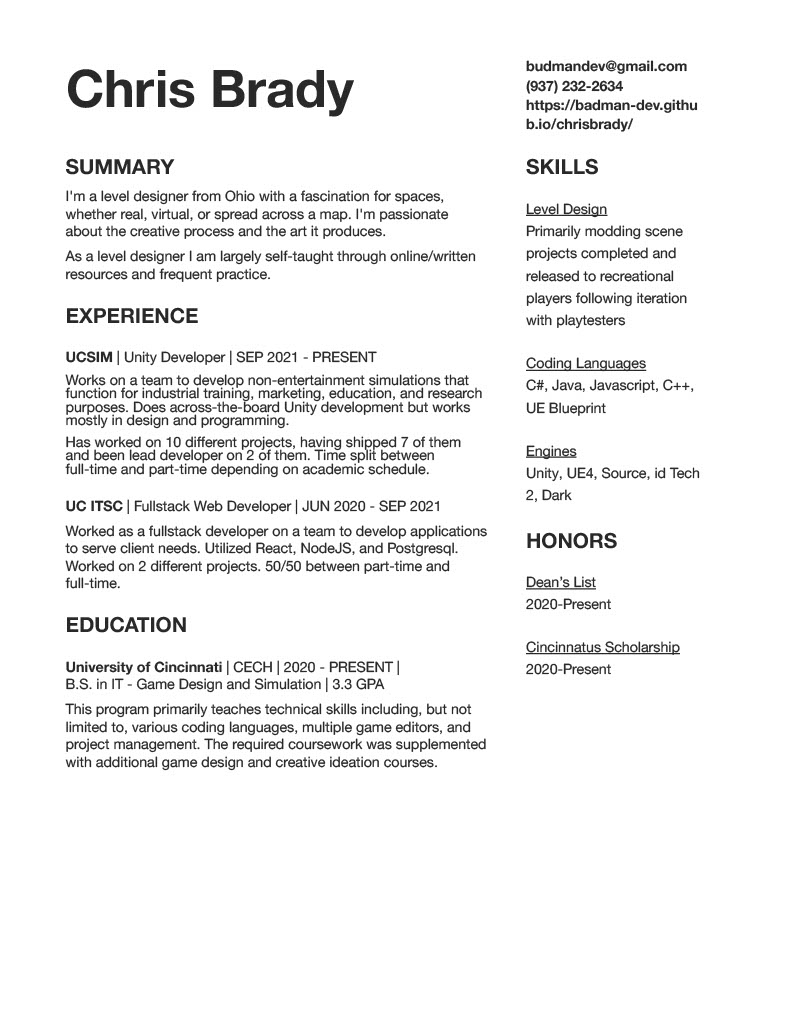 Chris Brady
budmandev@gmail.com
(937) 232-2634
https://badman-dev.githu
b.io/chrisbrady/
SUMMARY
I'm a level designer from Ohio with a fascination for spaces,
whether real, virtual, or spread across a map. I'm passionate
about the creative process and the art it produces.
As a level designer I am largely self-taught through online/written
resources and frequent practice.
EXPERIENCE
UCSIM | Unity Developer | SEP 2021 - PRESENT
Works on a team to develop non-entertainment simulations that
function for industrial training, marketing, education, and research
purposes. Does across-the-board Unity development but works
mostly in design and programming.
Has worked on 10 different projects, having shipped 7 of them
and been lead developer on 2 of them. Time split between
full-time and part-time depending on academic schedule.
UC ITSC | Fullstack Web Developer | JUN 2020 - SEP 2021
Worked as a fullstack developer on a team to develop applications
to serve client needs. Utilized React, NodeJS, and Postgresql.
Worked on 2 different projects. 50/50 between part-time and
full-time.
EDUCATION
University of Cincinnati | CECH | 2020 - PRESENT |
B.S. in IT - Game Design and Simulation | 3.3 GPA
This program primarily teaches technical skills including, but not
limited to, various coding languages, multiple game editors, and
project management. The required coursework was supplemented
with additional game design and creative ideation courses.
SKILLS
Level Design
Primarily modding scene
projects completed and
released to recreational
players following iteration
with playtesters
Coding Languages
C#, Java, Javascript, C++,
UE Blueprint
Engines
Unity, UE4, Source, id Tech
2, Dark
HONORS
Dean’s List
2020-Present
Cincinnatus Scholarship
2020-Present